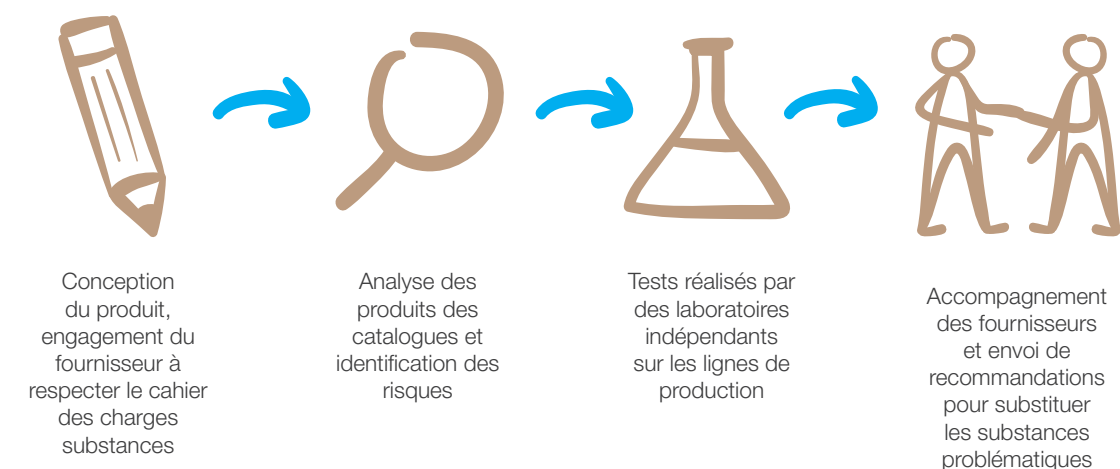 Conception
du produit,
engagement du
fournisseur à
respecter le cahier
des charges
substances
Analyse des
produits des
catalogues et
identification des
risques
Tests réalisés par
des laboratoires
indépendants
sur les lignes de
production
Accompagnement
des fournisseurs
et envoi de
recommandations
pour substituer
les substances
problématiques